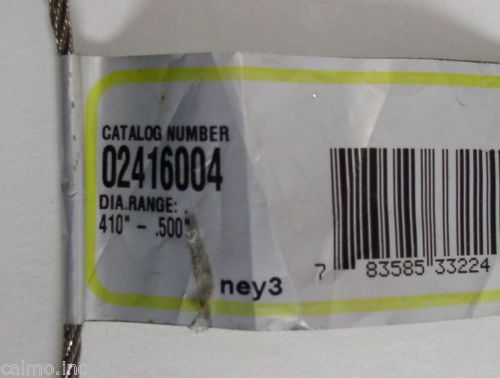 CATALOG NUMBER
02416004
DIA.RANGE: .
410" - .500"
ney3
7 83585 33224
calmo.inc